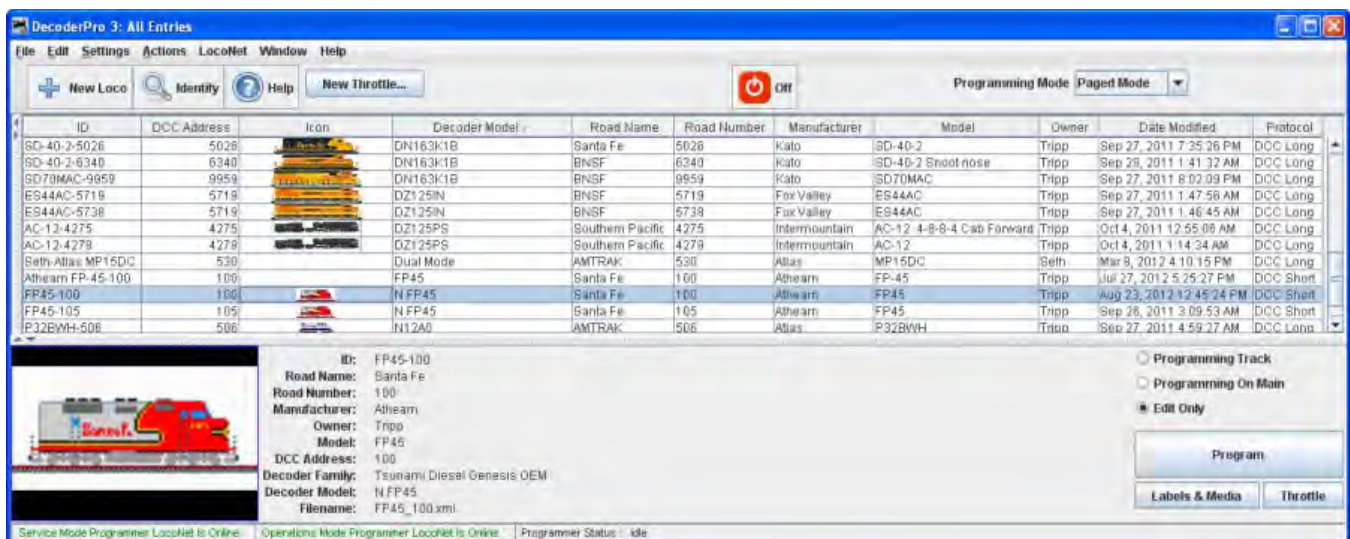 DecoderPro 3: All Entries
File Edit Settings Actions LocoNet Window Help
New Loco Identify Help New Throttle... Off Programming Mode Paged Mode
ID DCC Address Icon Decoder Model Road Name Road Number Manufacturer Model Owner Date Modified Protocol
SD-40-2-5026 5026 DN163K1B Santa Fe 5026 Kato SD-40-2 Tripp Sep 27, 2011 7:35:26 PM DCC Long
SD-40-2-6340 6340 DN163K1B BNSF 6340 Kato SD-40-2 Snoot nose Tripp Sep 29, 2011 1:41:32 AM DCC Long
SD70MAC-9959 9959 DN163K1B BNSF 9959 Kato SD70MAC Tripp Sep 27, 2011 8:02:09 PM DCC Long
ES44AC-5719 5719 DZ125IN BNSF 5719 Fox Valley ES44AC Tripp Sep 27, 2011 1:47:56 AM DCC Long
ES44AC-5738 5719 DZ125IN BNSF 5738 Fox Valley ES44AC Tripp Sep 27, 2011 1:46:45 AM DCC Long
AC-12-4275 4275 DZ125PS Southern Pacific 4275 Intermountain AC-12 4-8-8-4 Cab Forward Tripp Oct 4, 2011 12:55:06 AM DCC Long
AC-12-4279 4279 DZ125PS Southern Pacific 4279 Intermountain AC-12 Tripp Oct 4, 2011 1:14:34 AM DCC Long
Seth-Atlas MP15DC 530 Dual Mode AMTRAK 530 Atlas MP15DC Seth Mar 9, 2012 4:10:15 PM DCC Long
Athearn FP-45-100 100 FP45 Santa Fe 100 Athearn FP-45 Tripp Jul 27, 2012 5:25:27 PM DCC Short
FP45-100 100 N FP45 Santa Fe 100 Athearn FP45 Tripp Aug 23, 2012 12:45:24 PM DCC Short
FP45-105 105 N FP45 Santa Fe 105 Athearn FP45 Tripp Sep 26, 2011 3:09:53 AM DCC Short
P32BWH-506 506 N12A0 AMTRAK 506 Atlas P32BWH Tripp Sep 27, 2011 4:59:27 AM DCC Long
ID: FP45-100
Road Name: Santa Fe
Road Number: 100
Manufacturer: Athearn
Owner: Tripp
Model: FP45
DCC Address: 100
Decoder Family: Tsunami Diesel Genesis OEM
Decoder Model: N FP45
Filename: FP45_100.xml
Santa Fe
Programming Track
Programming On Main
Edit Only
Program
Labels & Media Throttle
Service Mode Programmer LocoNet Is Online Operations Mode Programmer LocoNet Is Online Programmer Status : idle